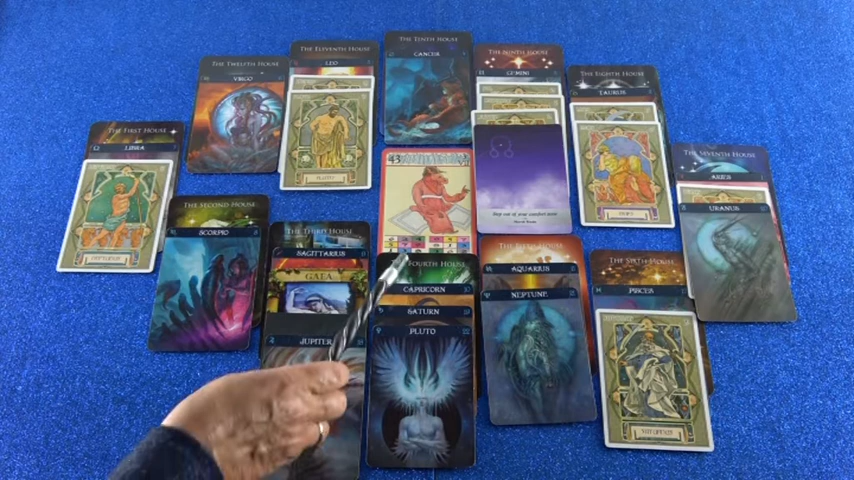 THE TENTH HOUSE
CANCER
THE ELEVENTH HOUSE
LEO
THE NINTH HOUSE
GEMINI
THE TWELFTH HOUSE
VIRGO
THE EIGHTH HOUSE
TAURUS
THE FIRST HOUSE
LIBRA
THE SEVENTH HOUSE
ARIES
URANUS
43
PLUTO
Step out of your comfort zone
North Node
THE SECOND HOUSE
SCORPIO
THE THIRD HOUSE
SAGITTARIUS
GAEA
JUPITER
FOURTH HOUSE
CAPRICORN
SATURN
PLUTO
AQUARIUS
NEPTUNE
THE SIXTH HOUSE
PISCES